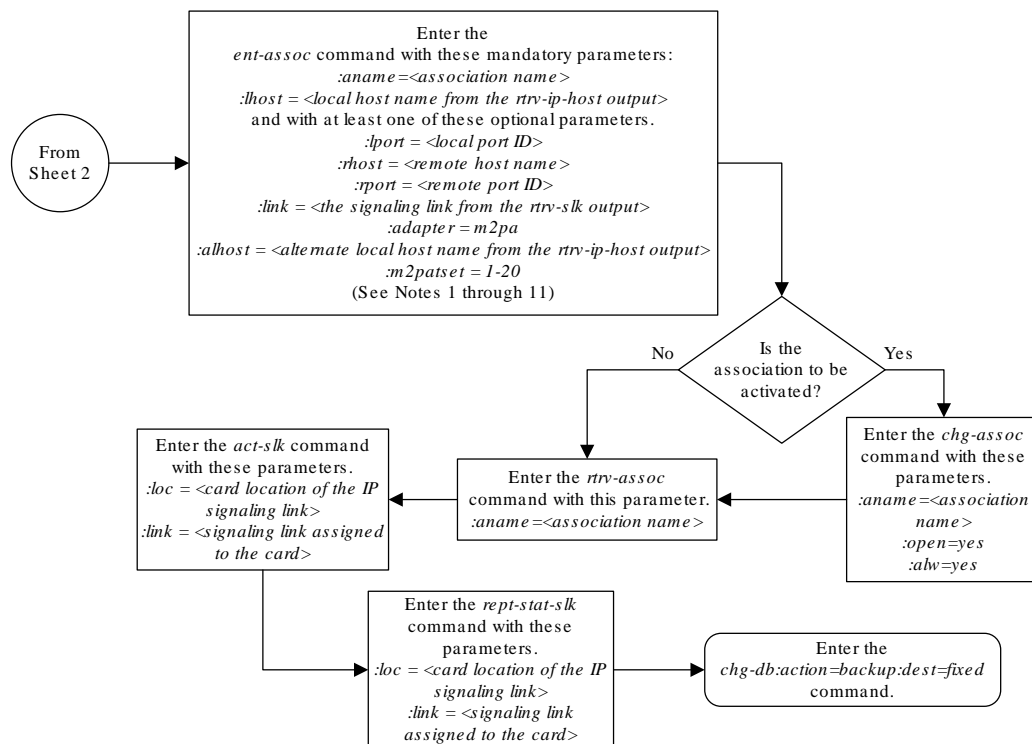 From
Sheet 2
Enter the
ent-assoc command with these mandatory parameters:
:aname=<association name>
:lhost = <local host name from the rtrv-ip-host output>
and with at least one of these optional parameters.
:lport = <local port ID>
:rhost = <remote host name>
:rport = <remote port ID>
:link = <the signaling link from the rtrv-slk output>
:adapter = m2pa
:alhost = <alternate local host name from the rtrv-ip-host output>
:m2patset = 1-20
(See Notes 1 through 11)
Is the
association to be
activated?
No
Yes
Enter the chg-assoc
command with these
parameters.
:aname=<association
name>
:open=yes
:alw=yes
Enter the rtrv-assoc
command with this parameter.
:aname=<association name>
Enter the act-slk command
with these parameters.
:loc = <card location of the IP
signaling link>
:link = <signaling link assigned
to the card>
Enter the rept-stat-slk
command with these
parameters.
:loc = <card location of the IP
signaling link>
:link = <signaling link
assigned to the card>
Enter the
chg-db:action=backup:dest=fixed
command.